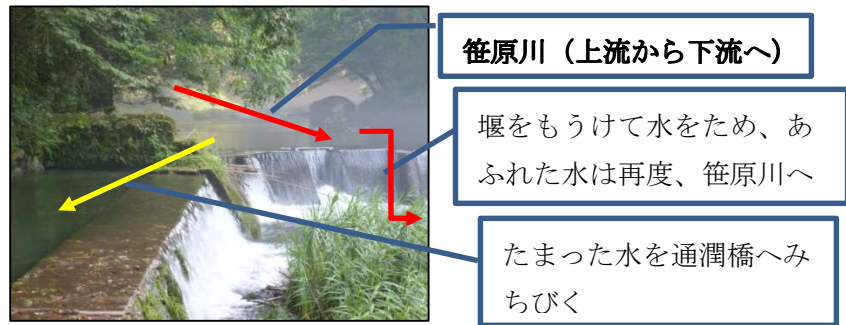 笹原川（上流から下流へ）
堰をもうけて水をため、あ
ふれた水は再度、笹原川へ
たまった水を通潤橋へみ
ちびく